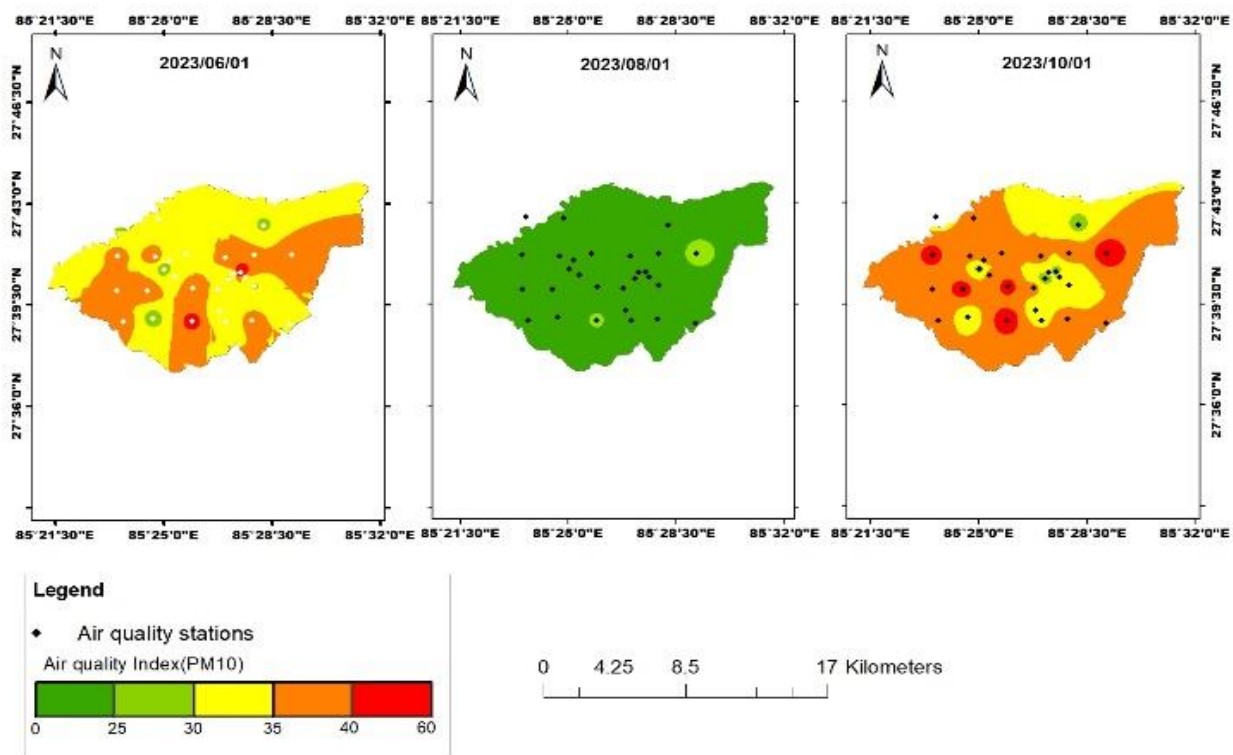 85°21'30"E 85°25'0"E 85°28'30"E 85°32'0"E 85°21'30"E 85°25'0"E 85°28'30"E 85°32'0"E 85°21'30"E 85°25'0"E 85°28'30"E 85°32'0"E
N 2023/06/01
N 2023/08/01
N 2023/10/01
27°46'30"N
27°43'0"N
27°39'30"N
27°36'0"N
27°46'30"N
27°43'0"N
27°39'30"N
27°36'0"N
85°21'30"E 85°25'0"E 85°28'30"E 85°32'0"E 85°21'30"E 85°25'0"E 85°28'30"E 85°32'0"E 85°21'30"E 85°25'0"E 85°28'30"E 85°32'0"E
Legend
Air quality stations
Air quality Index(PM10)
0 25 30 35 40 60
0 4.25 8.5 17 Kilometers